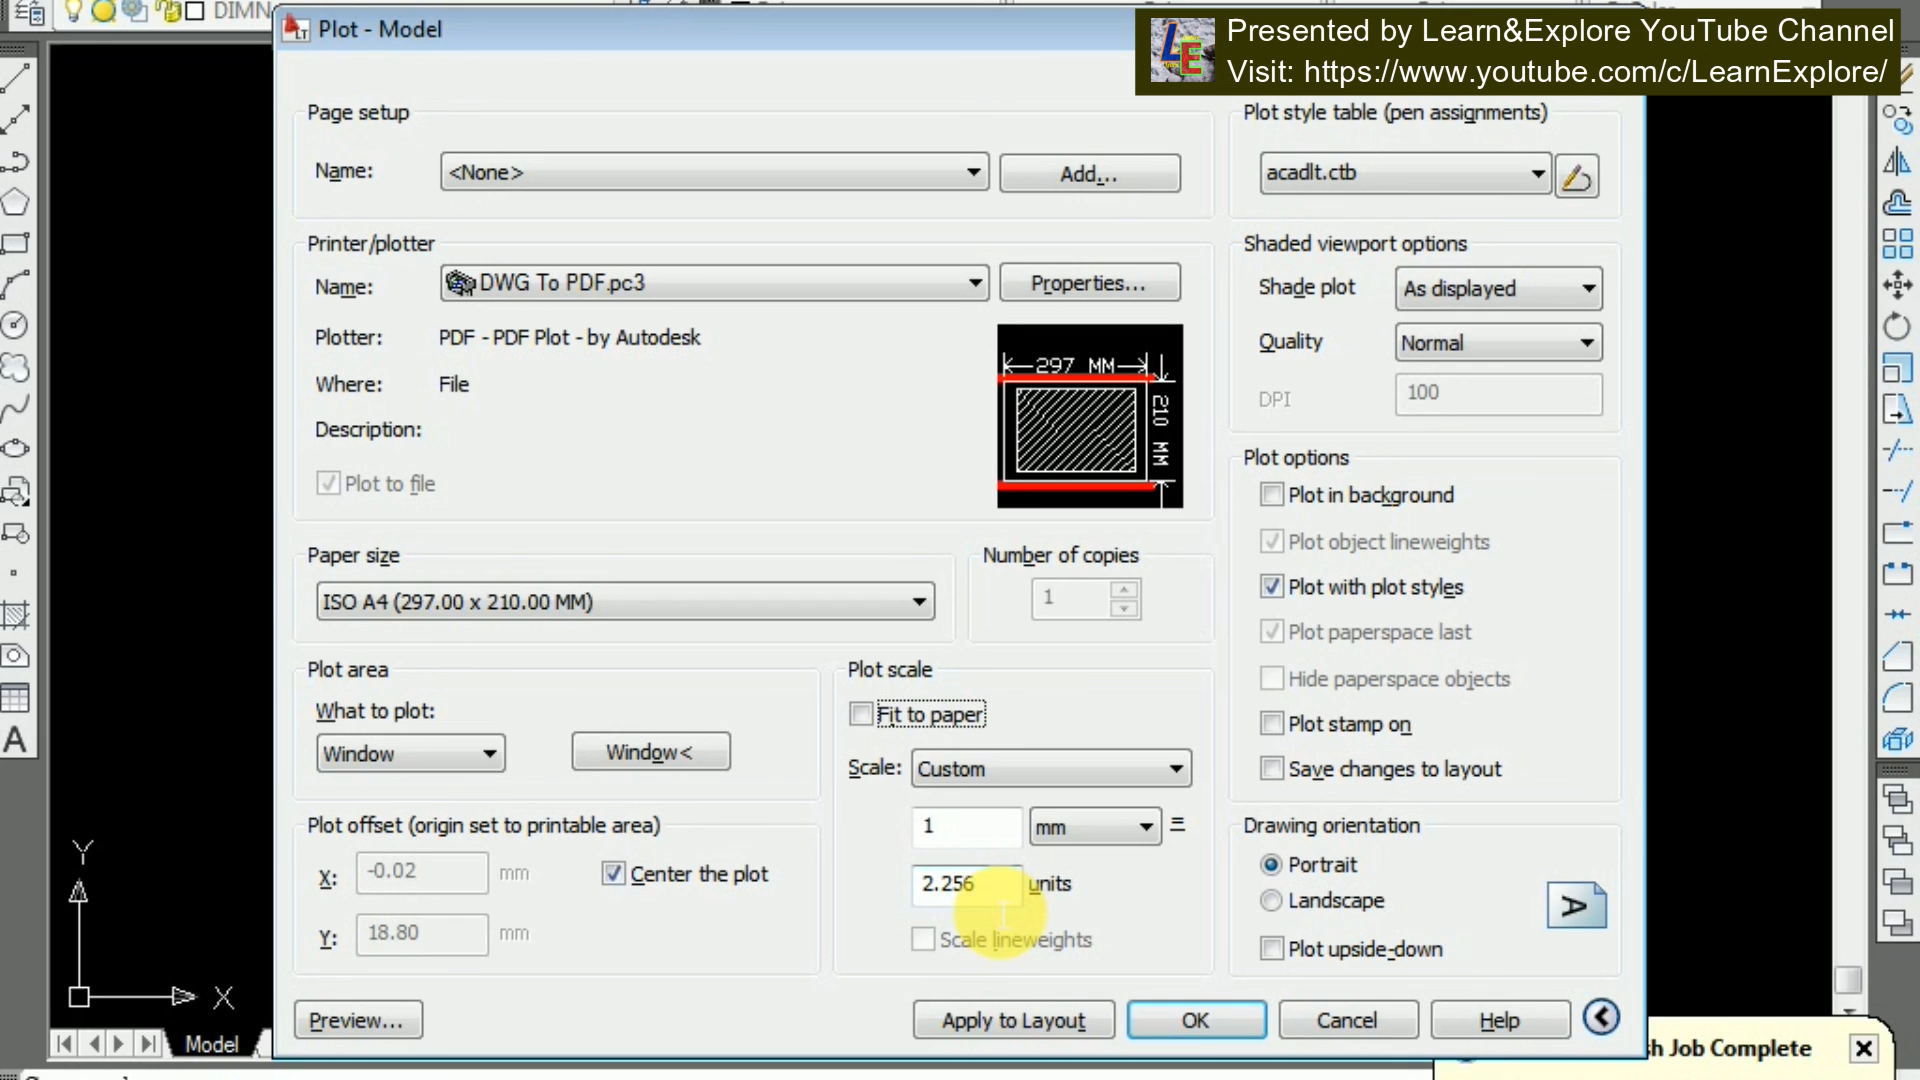 DIMN
LT Plot - Model
LE
Presented by Learn&Explore YouTube Channel
Visit: https://www.youtube.com/c/LearnExplore/
Page setup
Name: <None> Add...
Plot style table (pen assignments)
acadlt.ctb
Printer/plotter
Name: DWG To PDF.pc3 Properties...
Plotter: PDF - PDF Plot - by Autodesk
Where: File
Description:
Plot to file
297 MM
210 MM
Shaded viewport options
Shade plot As displayed
Quality Normal
DPI 100
Paper size
ISO A4 (297.00 x 210.00 MM)
Number of copies
1
Plot options
Plot in background
Plot object lineweights
Plot with plot styles
Plot paperspace last
Hide paperspace objects
Plot stamp on
Save changes to layout
Plot area
What to plot:
Window Window<
Plot scale
Fit to paper
Scale: Custom
1 mm =
2.256 units
Scale lineweights
Plot offset (origin set to printable area)
X: -0.02 mm Center the plot
Y: 18.80 mm
Drawing orientation
Portrait
Landscape
Plot upside-down
A
Preview... Apply to Layout OK Cancel Help
Y
X
A
Model
h Job Complete